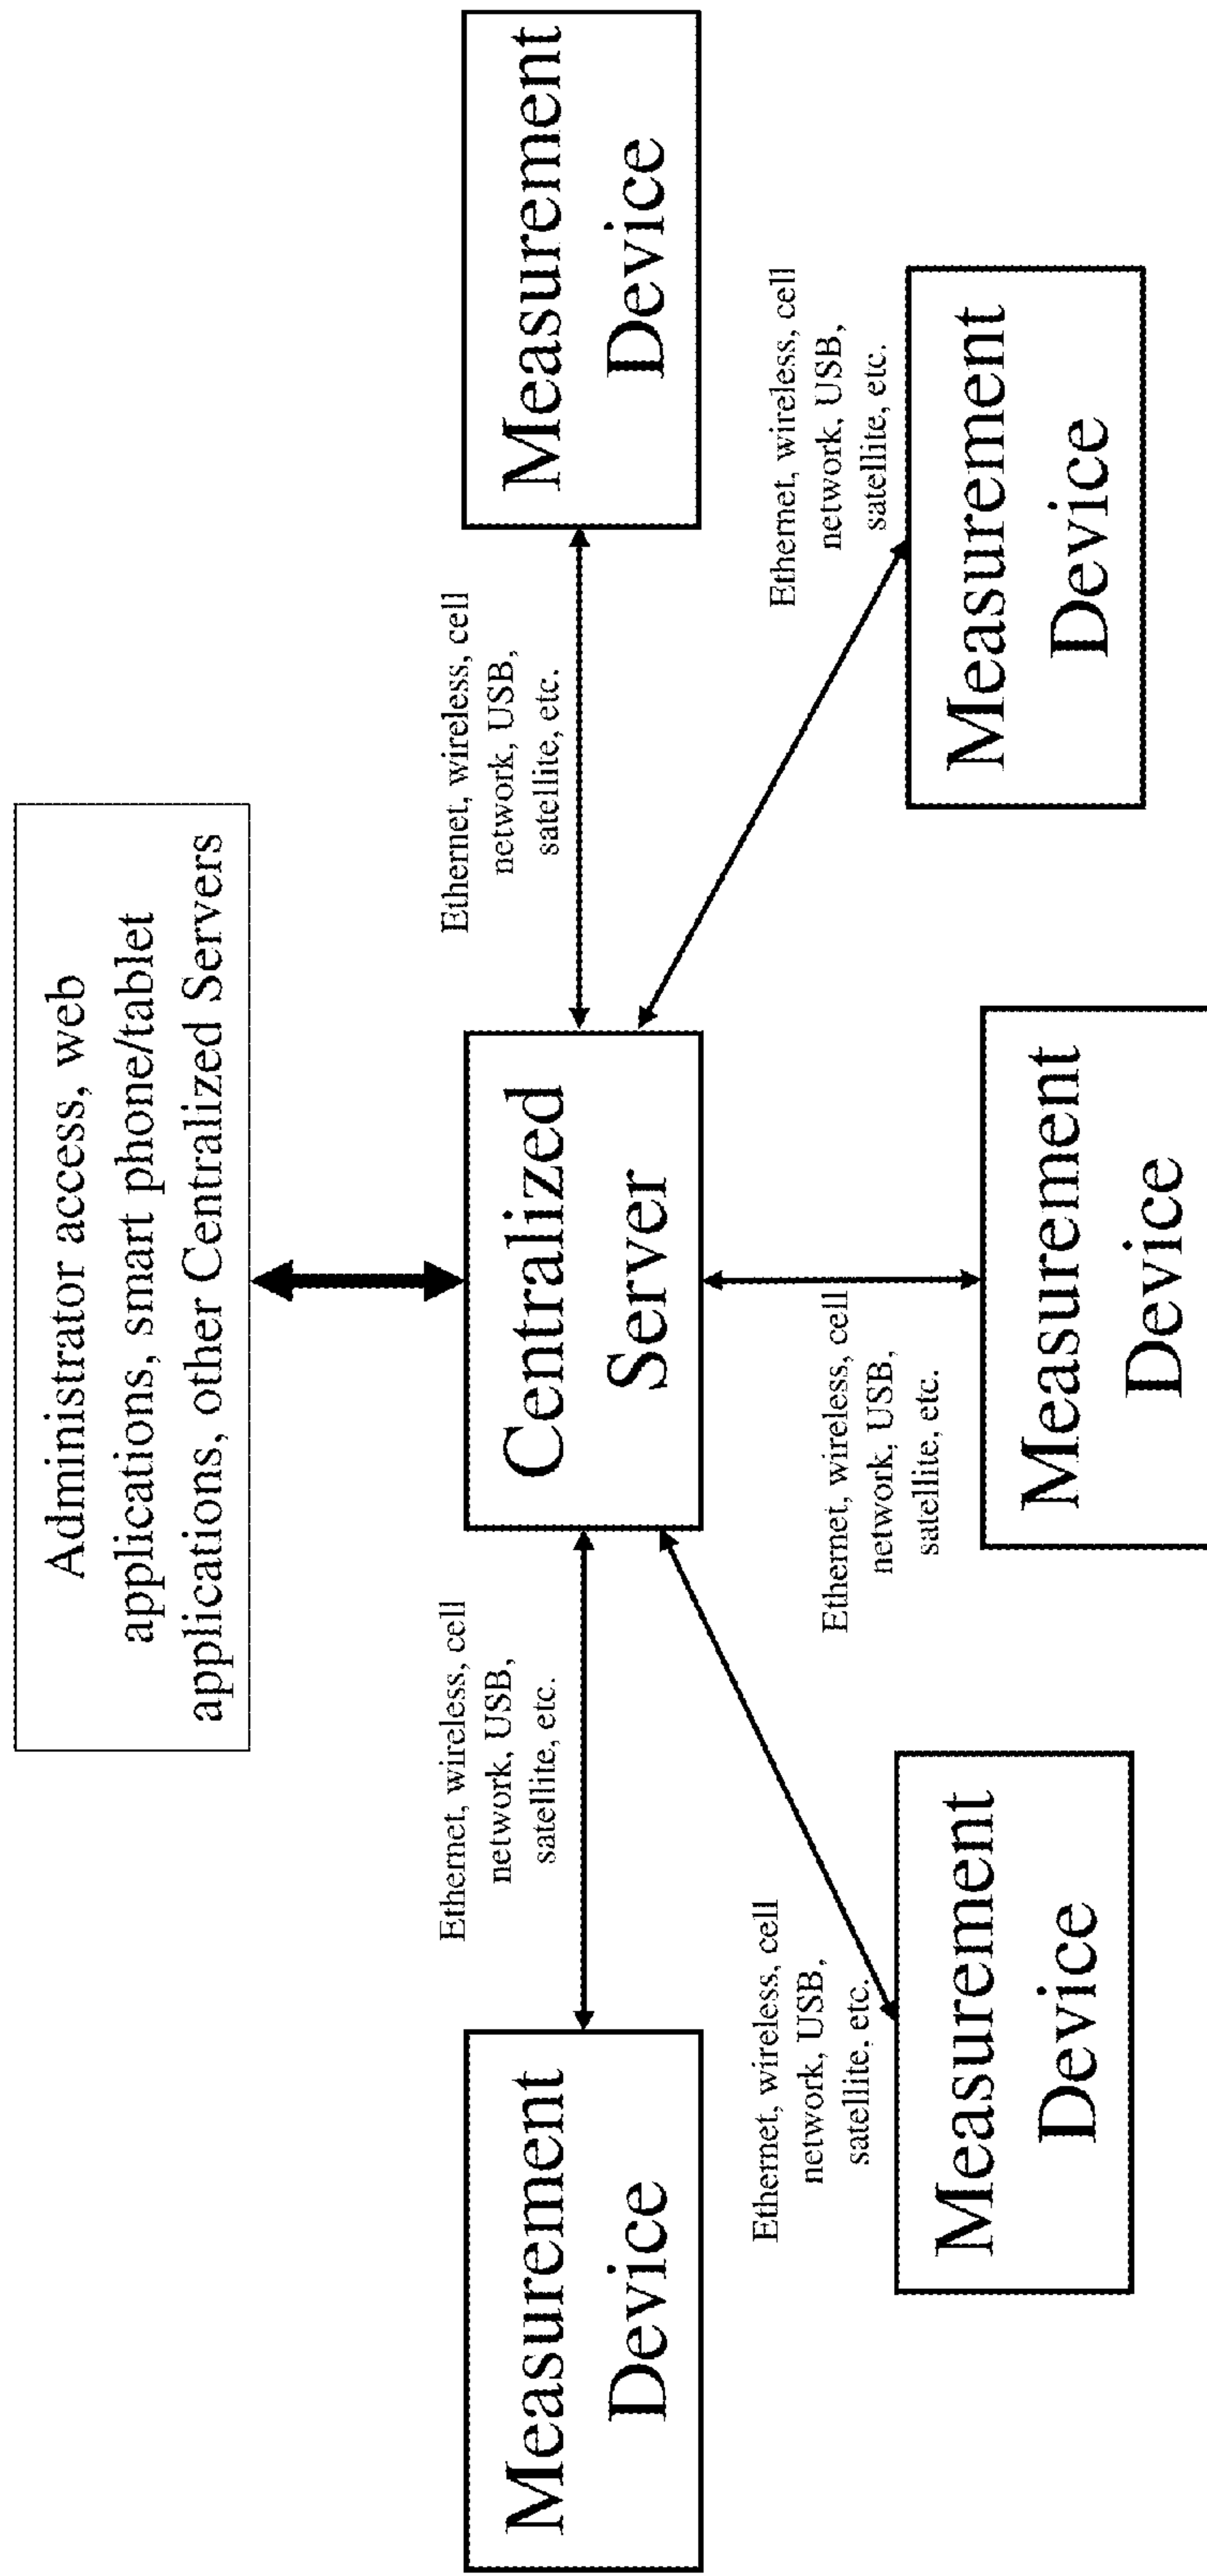 Administrator access, web
applications, smart phone/tablet
applications, other Centralized Servers
Measurement
Device
Ethernet, wireless, cell
network, USB,
satellite, etc.
Centralized
Server
Ethernet, wireless, cell
network, USB,
satellite, etc.
Measurement
Device
Ethernet, wireless, cell
network, USB,
satellite, etc.
Measurement
Device
Ethernet, wireless, cell
network, USB,
satellite, etc.
Measurement
Device
Ethernet, wireless, cell
network, USB,
satellite, etc.
Measurement
Device